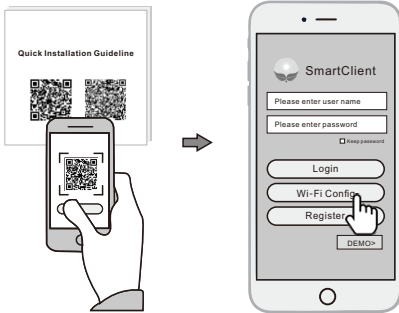 Quick Installation Guideline
SmartClient
Please enter user name
Please enter password
Keep password
Login
Wi-Fi Config
Register
DEMO>